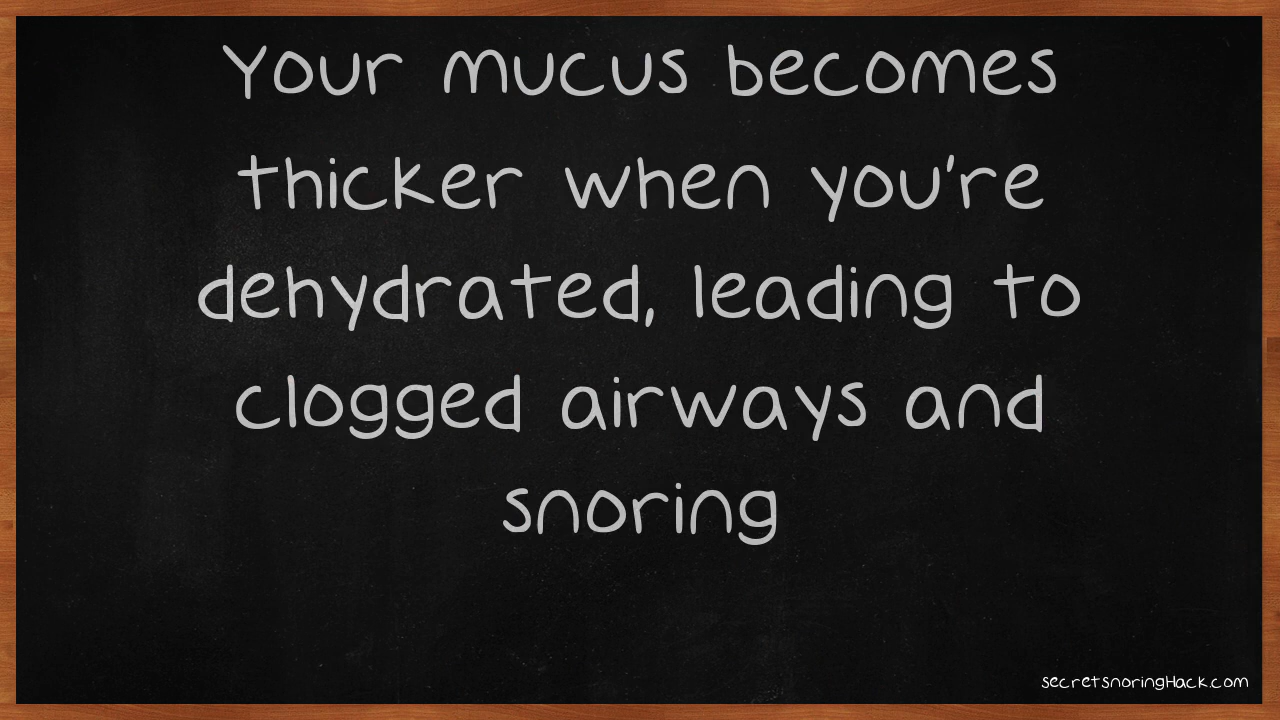 Your mucus becomes
thicker when you're
dehydrated, leading to
clogged airways and
snoring
secretsnoringHack.com